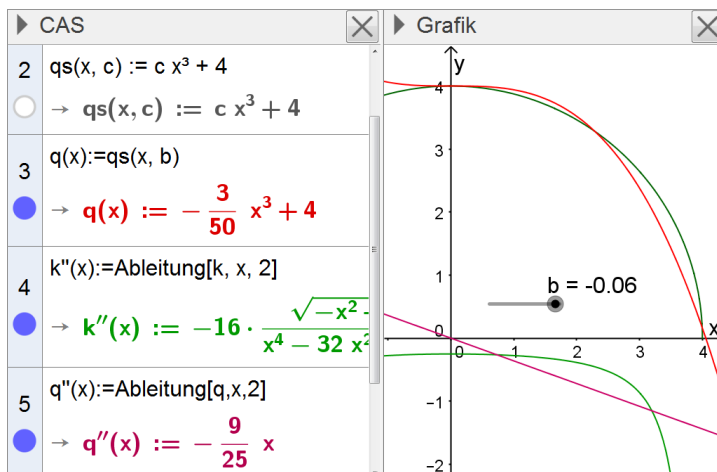 CAS
2 qs(x, c) := c x³ + 4
→ qs(x, c) := c x³ + 4
3 q(x):=qs(x, b)
→ q(x) := − 3/50 x³ + 4
4 k''(x):=Ableitung[k, x, 2]
→ k''(x) := −16 · √(−x²
x⁴ − 32 x²
5 q''(x):=Ableitung[q,x,2]
→ q''(x) := − 9/25 x
Grafik
y
4
3
2
b = -0.06
1
0 x
0 1 2 3 4
−1
−2